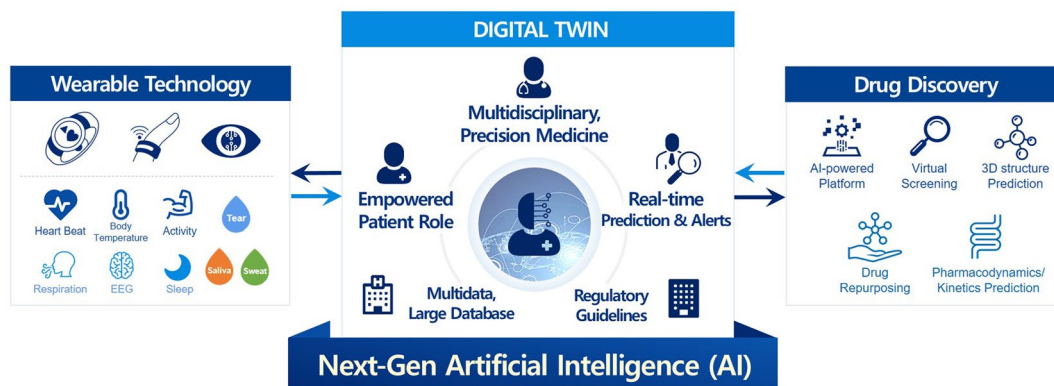 DIGITAL TWIN
Wearable Technology
Heart Beat
Body
Temperature
Activity
Tear
Respiration
EEG
Sleep
Saliva
Sweat
Multidisciplinary,
Precision Medicine
Empowered
Patient Role
Real-time
Prediction & Alerts
Multidata,
Large Database
Regulatory
Guidelines
Drug Discovery
AI-powered
Platform
Virtual
Screening
3D structure
Prediction
Drug
Repurposing
Pharmacodynamics/
Kinetics Prediction
Next-Gen Artificial Intelligence (AI)